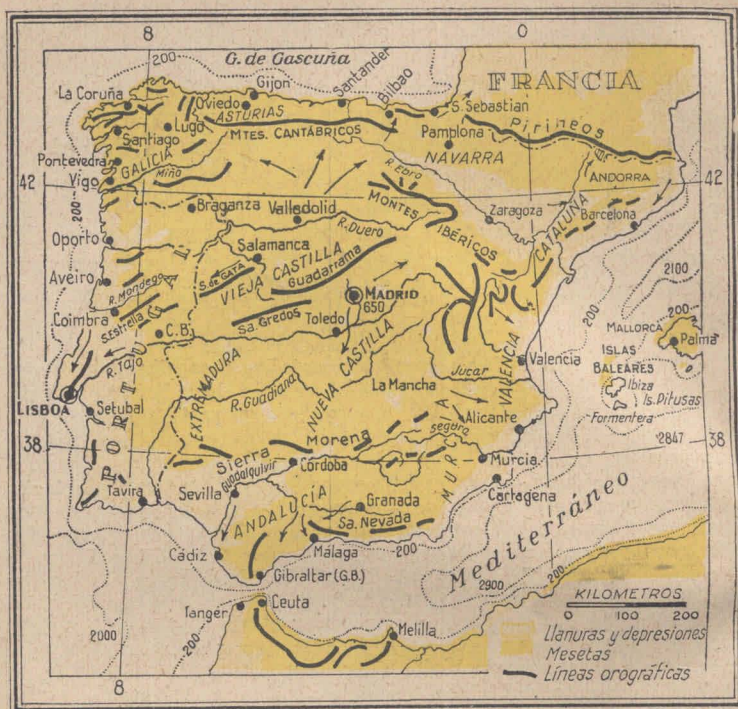 8
0
200
G. de Gascuña
FRANCIA
Gijon
Santander
Bilbao
La Coruña
Oviedo
ASTURIAS
S. Sebastian
Lugo
MTES. CANTÁBRICOS
Pamplona
Pirineos
Santiago
NAVARRA
Pontevedra
GALICIA
R. Ebro
ANDORRA
42
Vigo
Miño
42
200
Braganza
Valladolid
MONTES
IBÉRICOS
Zaragoza
CATALUÑA
Barcelona
Oporto
R. Duero
Salamanca
VIEJA CASTILLA
Guadarrama
2100
Aveiro
S. de GATA
R. Mondego
MADRID
650
200
Coimbra
S. Estrella
C.B.
Sa. Gredos
Toledo
MALLORCA
Palma
PORTUGAL
R. Tajo
EXTREMADURA
NUEVA CASTILLA
VALENCIA
Valencia
ISLAS
BALEARES
Ibiza
Is. Pitusas
Formentera
LISBOA
La Mancha
Jucar
Setubal
R. Guadiana
Alicante
2847
38
Sierra Morena
Segura
38
Guadalquivir
Córdoba
MURCIA
Murcia
Tavira
Sevilla
Cartagena
ANDALUCÍA
Granada
Sa. Nevada
Mediterráneo
Cádiz
Málaga
200
Gibraltar (G.B.)
2900
200
Tanger
Ceuta
KILOMETROS
0 100 200
2000
200
Melilla
Llanuras y depresiones
Mesetas
Líneas orográficas
8